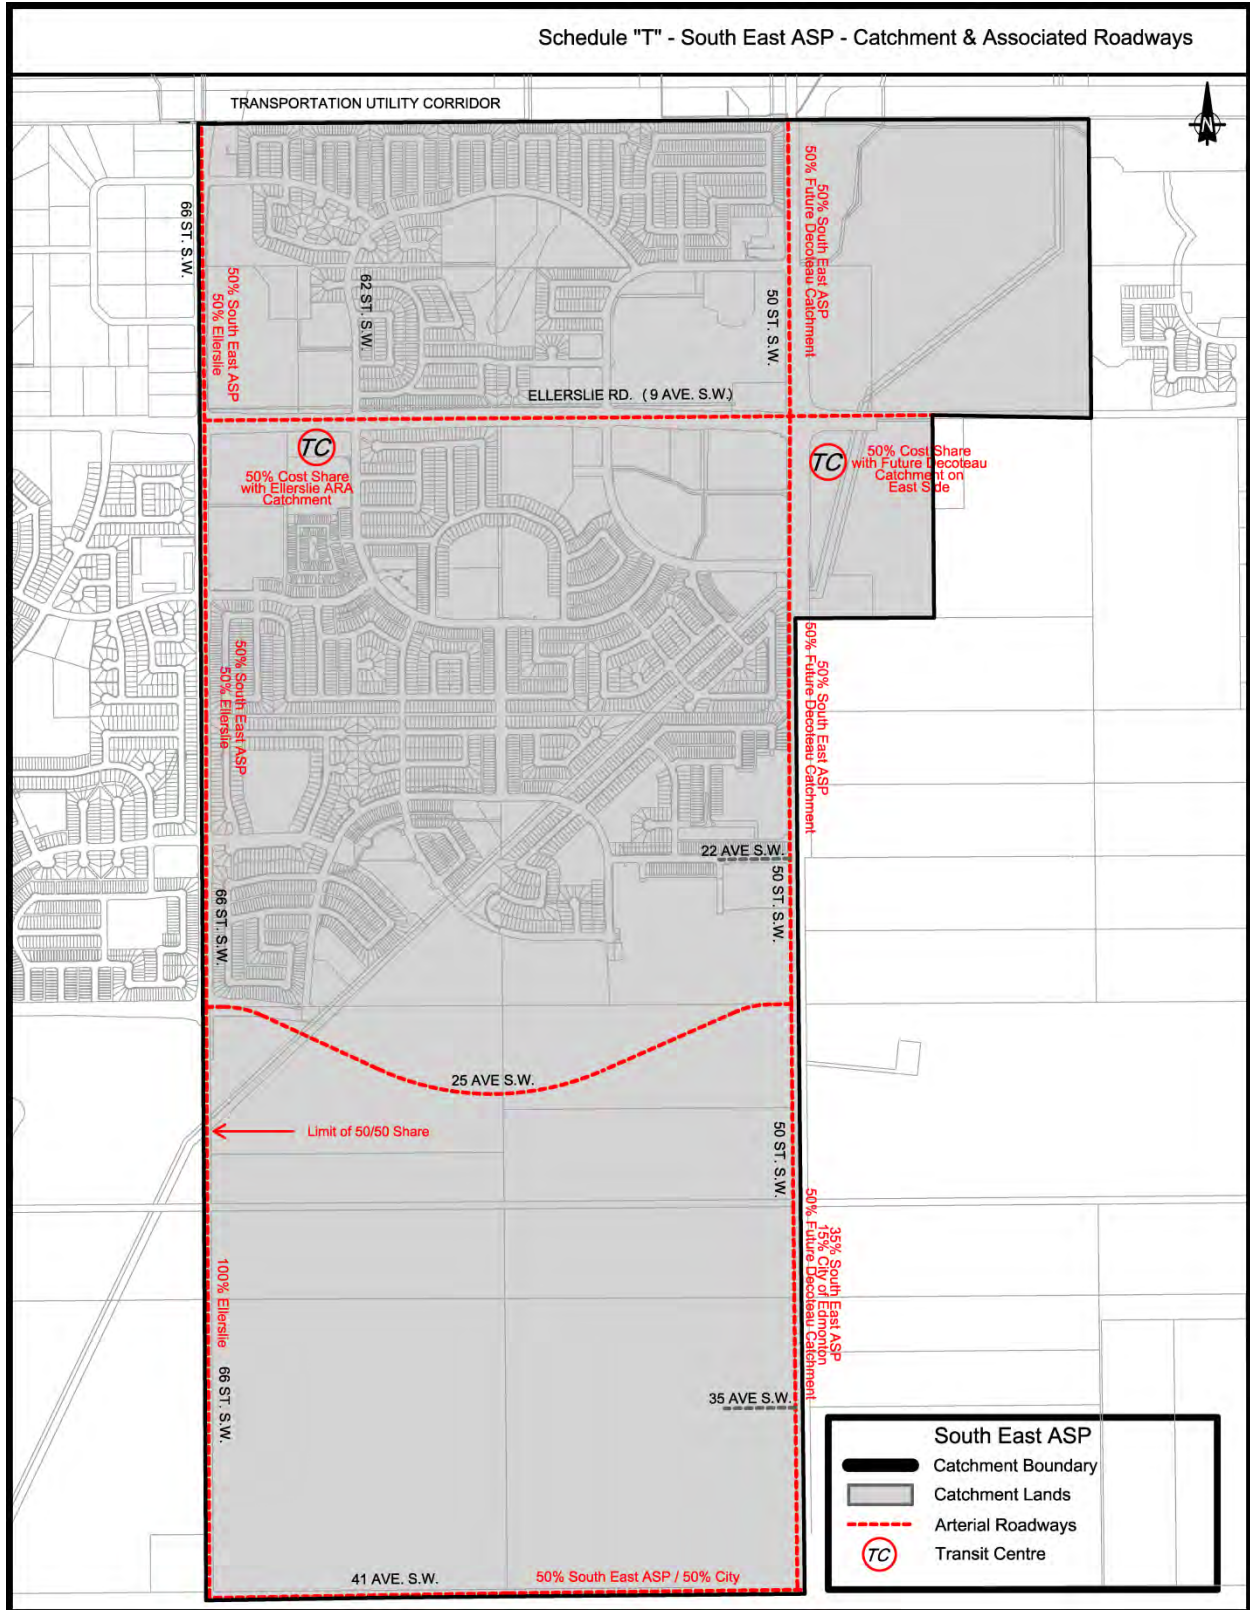 Schedule "T" - South East ASP - Catchment & Associated Roadways
TRANSPORTATION UTILITY CORRIDOR
N
66 ST. S.W.
50% South East ASP
50% Ellerslie
62 ST. S.W.
50 ST. S.W.
50% South East ASP
50% Future Decoteau Catchment
ELLERSLIE RD. ( 9 AVE. S.W.)
TC
50% Cost Share
with Ellerslie ARA
Catchment
TC
50% Cost Share
with Future Decoteau
Catchment on
East Side
50% South East ASP
50% Ellerslie
50% South East ASP
50% Future Decoteau Catchment
22 AVE S.W.
50 ST. S.W.
66 ST. S.W.
25 AVE S.W.
Limit of 50/50 Share
50 ST. S.W.
35% South East ASP
15% City of Edmonton
50% Future Decoteau Catchment
100% Ellerslie
66 ST. S.W.
35 AVE S.W.
41 AVE. S.W.
50% South East ASP / 50% City
South East ASP
Catchment Boundary
Catchment Lands
Arterial Roadways
TC
Transit Centre